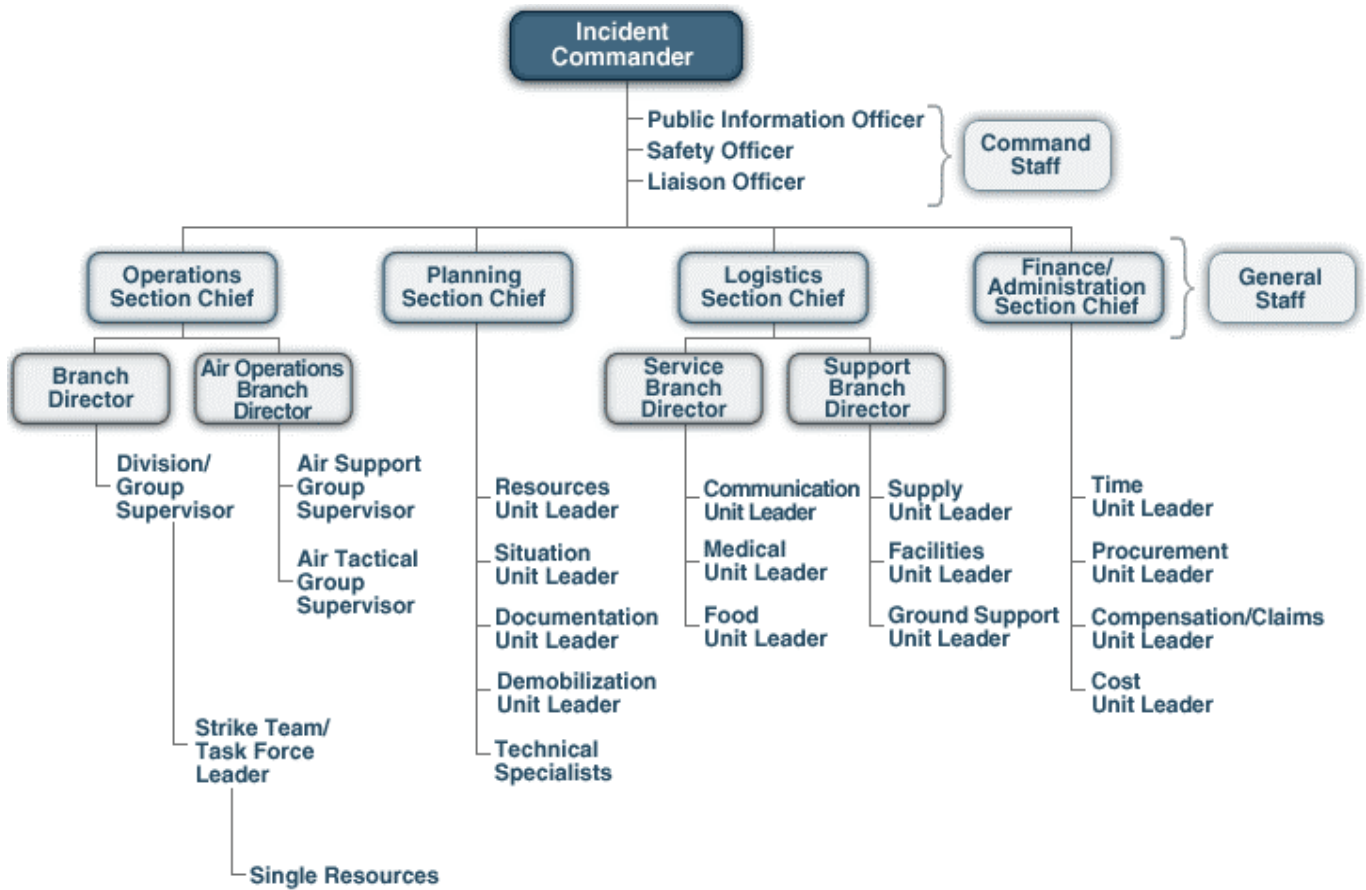 Incident
Commander
Public Information Officer
Safety Officer
Liaison Officer
Command
Staff
Operations
Section Chief
Planning
Section Chief
Logistics
Section Chief
Finance/
Administration
Section Chief
General
Staff
Branch
Director
Air Operations
Branch
Director
Service
Branch
Director
Support
Branch
Director
Division/
Group
Supervisor
Air Support
Group
Supervisor
Air Tactical
Group
Supervisor
Strike Team/
Task Force
Leader
Single Resources
Resources
Unit Leader
Situation
Unit Leader
Documentation
Unit Leader
Demobilization
Unit Leader
Technical
Specialists
Communication
Unit Leader
Medical
Unit Leader
Food
Unit Leader
Supply
Unit Leader
Facilities
Unit Leader
Ground Support
Unit Leader
Time
Unit Leader
Procurement
Unit Leader
Compensation/Claims
Unit Leader
Cost
Unit Leader